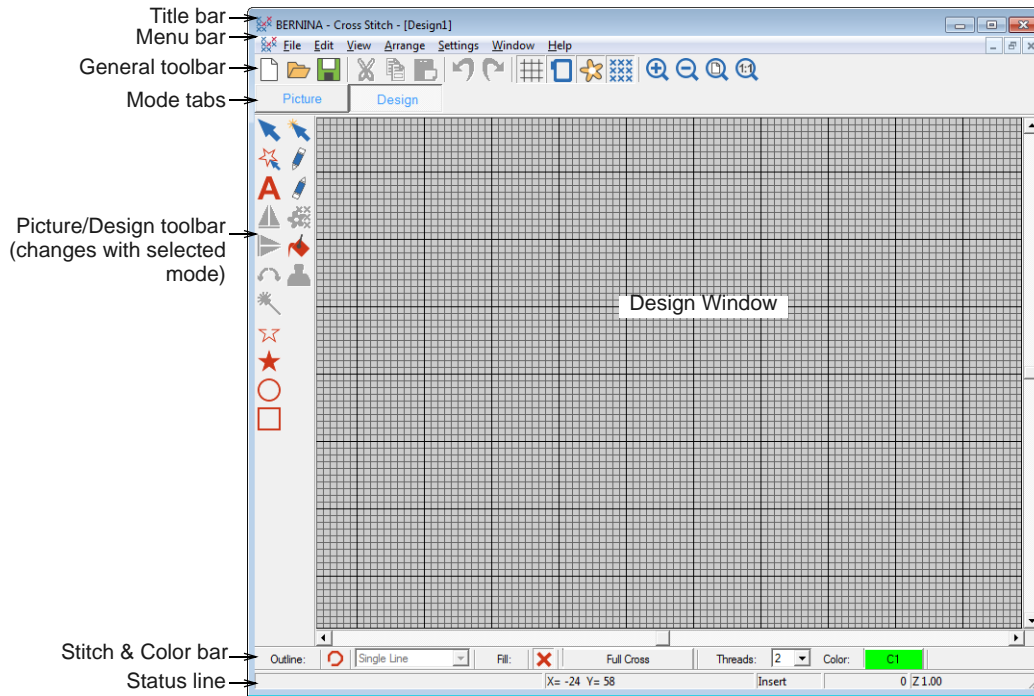 Title bar
BERNINA - Cross Stitch - [Design1]
Menu bar
File Edit View Arrange Settings Window Help
General toolbar
1:1
Mode tabs
Picture Design
A
Picture/Design toolbar
(changes with selected
mode)
Design Window
Stitch & Color bar
Outline: Single Line Fill: Full Cross Threads: 2 Color: C1
Status line
X= -24 Y= 58 Insert 0 Z 1.00